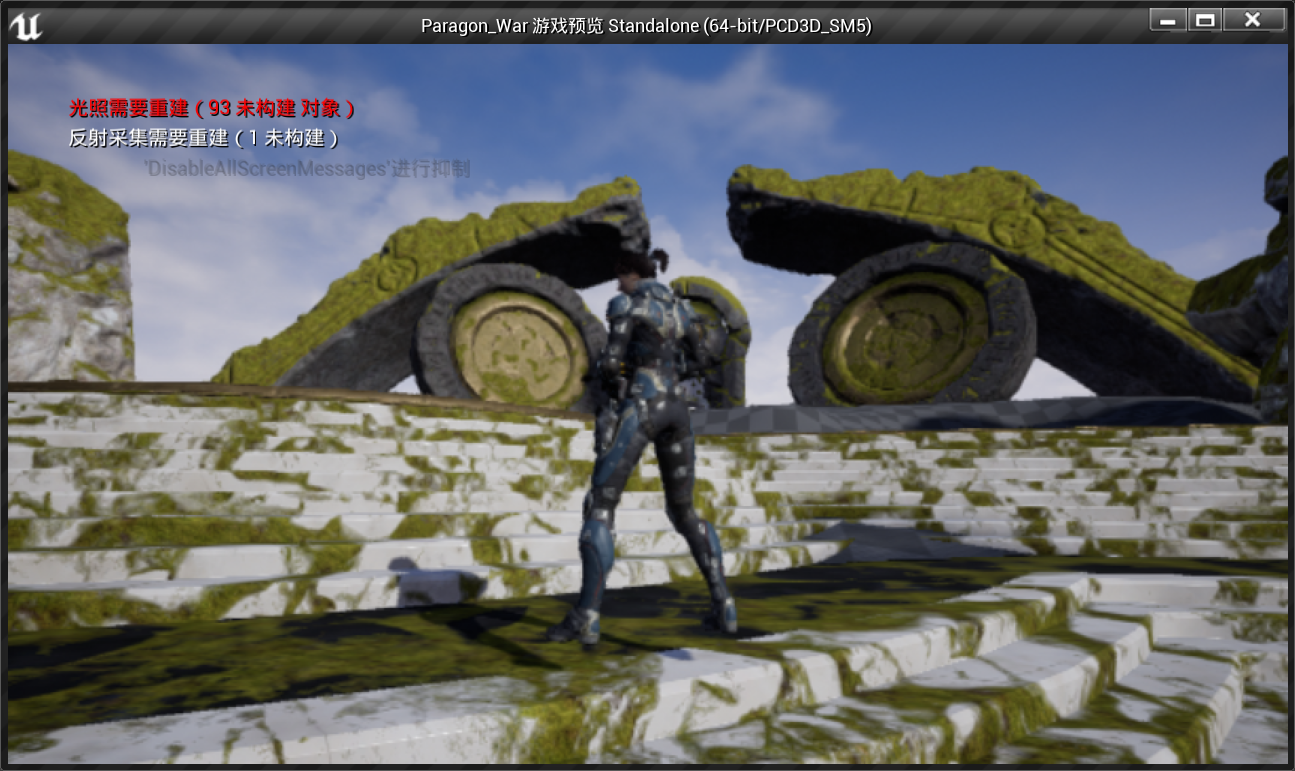 Paragon_War 游戏预览 Standalone (64-bit/PCD3D_SM5)
光照需要重建 ( 93 未构建 对象 )
反射采集需要重建 ( 1 未构建 )
'DisableAllScreenMessages'进行抑制